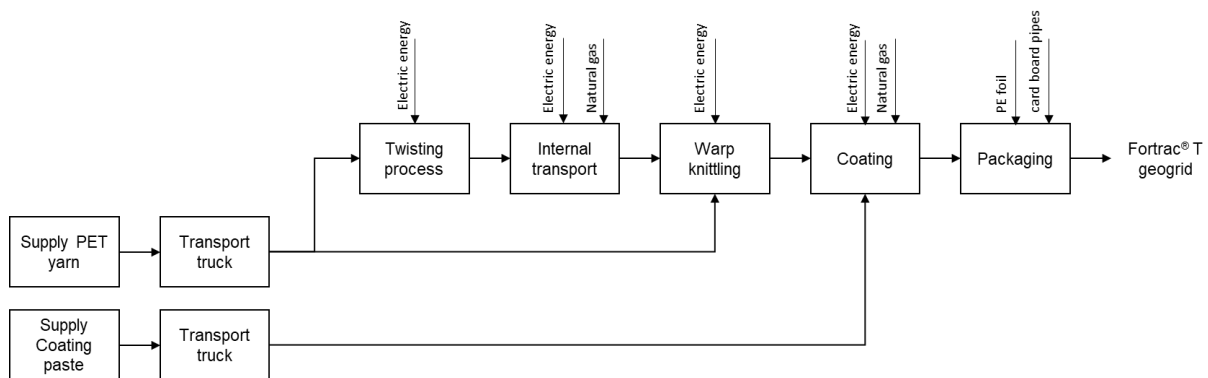 Electric energy
Electric energy
Natural gas
Electric energy
Electric energy
Natural gas
PE foil
card board pipes
Twisting
process
Internal
transport
Warp
knittling
Coating
Packaging
Fortrac® T
geogrid
Supply PET
yarn
Transport
truck
Supply
Coating
paste
Transport
truck